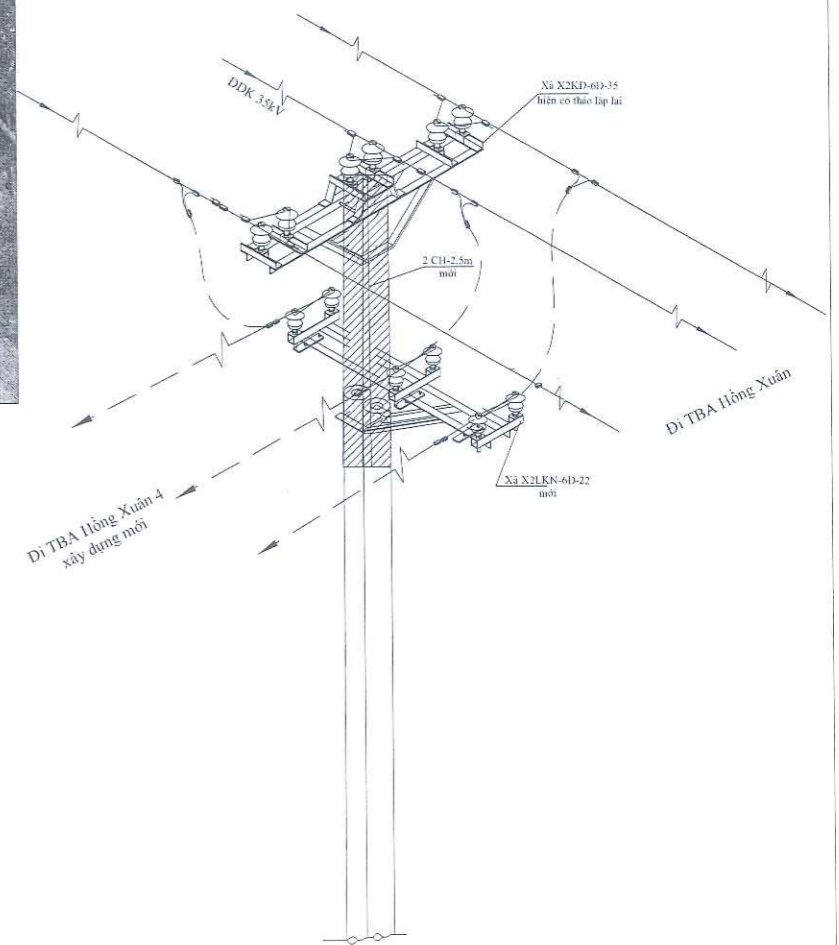 Xà X2KD-6D-35
hiện có tháo lắp lại
ĐDK 35kV
2 CH-2.5m
mới
Đi TBA Hồng Xuân
Xà X2LKN-6D-22
mới
Đi TBA Hồng Xuân 4
xây dựng mới